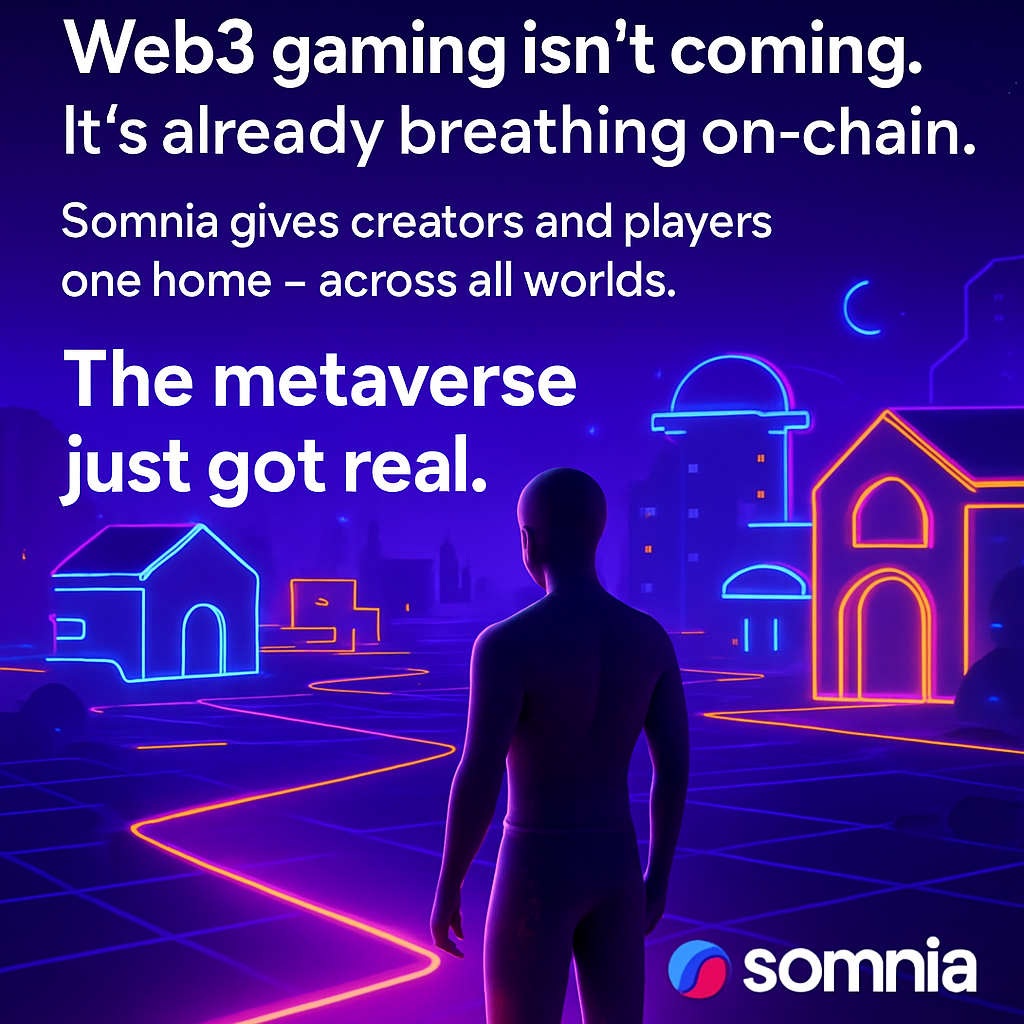 Web3 gaming isn’t coming.
It‘s already breathing on-chain.
Somnia gives creators and players
one home – across all worlds.
The metaverse
just got real.
somnia